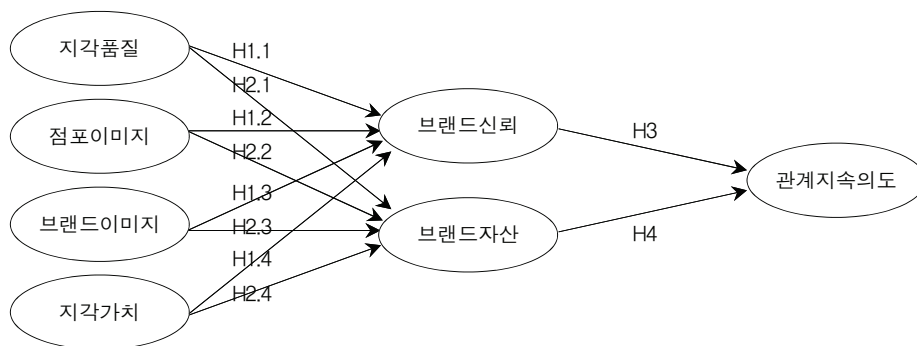 지각품질
H1.1
H2.1
점포이미지
H1.2
H2.2
브랜드신뢰
H3
관계지속의도
브랜드이미지
H1.3
H2.3
브랜드자산
H4
H1.4
지각가치
H2.4